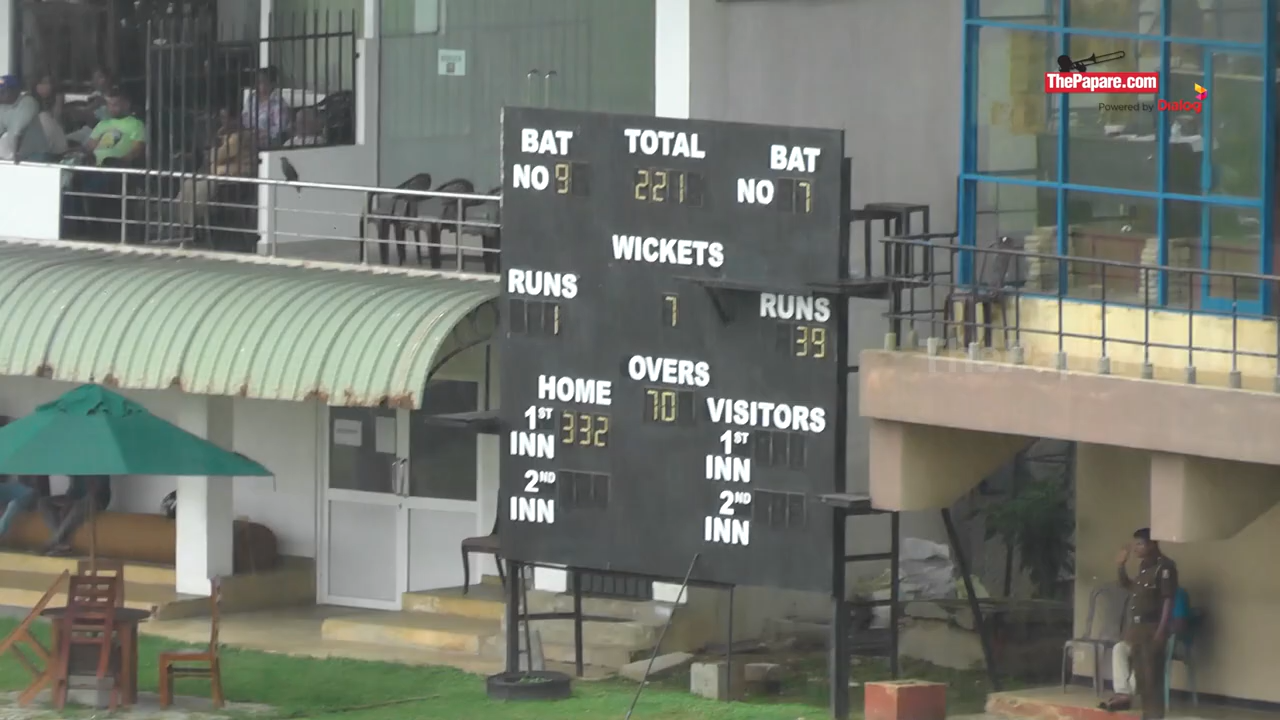 ThePapare.com
Powered by Dialog
BAT TOTAL BAT
NO 9 221 NO 7
WICKETS
RUNS RUNS
1 7 39
OVERS
HOME 70 VISITORS
1ST INN 332 1ST INN
2ND INN 2ND INN